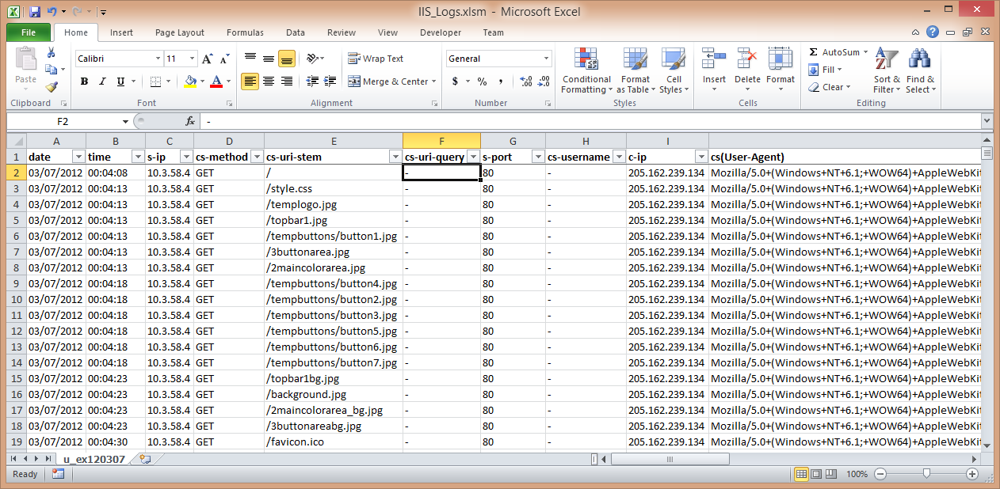 IIS_Logs.xlsm - Microsoft Excel
File Home Insert Page Layout Formulas Data Review View Developer Team
Paste
Clipboard
Calibri 11
B I U
Font
Wrap Text
Merge & Center
Alignment
General
$ % ,
Number
Conditional Formatting
Format as Table
Cell Styles
Styles
Insert Delete Format
Cells
Σ AutoSum
Fill
Clear
Sort & Filter
Find & Select
Editing
F2 fx -
A B C D E F G H I
1 date time s-ip cs-method cs-uri-stem cs-uri-query s-port cs-username c-ip cs(User-Agent)
2 03/07/2012 00:04:08 10.3.58.4 GET / - 80 - 205.162.239.134 Mozilla/5.0+(Windows+NT+6.1;+WOW64)+AppleWebKit
3 03/07/2012 00:04:13 10.3.58.4 GET /style.css - 80 - 205.162.239.134 Mozilla/5.0+(Windows+NT+6.1;+WOW64)+AppleWebKit
4 03/07/2012 00:04:13 10.3.58.4 GET /templogo.jpg - 80 - 205.162.239.134 Mozilla/5.0+(Windows+NT+6.1;+WOW64)+AppleWebKit
5 03/07/2012 00:04:13 10.3.58.4 GET /topbar1.jpg - 80 - 205.162.239.134 Mozilla/5.0+(Windows+NT+6.1;+WOW64)+AppleWebKit
6 03/07/2012 00:04:13 10.3.58.4 GET /tempbuttons/button1.jpg - 80 - 205.162.239.134 Mozilla/5.0+(Windows+NT+6.1;+WOW64)+AppleWebKit
7 03/07/2012 00:04:13 10.3.58.4 GET /3buttonarea.jpg - 80 - 205.162.239.134 Mozilla/5.0+(Windows+NT+6.1;+WOW64)+AppleWebKit
8 03/07/2012 00:04:13 10.3.58.4 GET /2maincolorarea.jpg - 80 - 205.162.239.134 Mozilla/5.0+(Windows+NT+6.1;+WOW64)+AppleWebKit
9 03/07/2012 00:04:18 10.3.58.4 GET /tempbuttons/button4.jpg - 80 - 205.162.239.134 Mozilla/5.0+(Windows+NT+6.1;+WOW64)+AppleWebKit
10 03/07/2012 00:04:18 10.3.58.4 GET /tempbuttons/button2.jpg - 80 - 205.162.239.134 Mozilla/5.0+(Windows+NT+6.1;+WOW64)+AppleWebKit
11 03/07/2012 00:04:18 10.3.58.4 GET /tempbuttons/button3.jpg - 80 - 205.162.239.134 Mozilla/5.0+(Windows+NT+6.1;+WOW64)+AppleWebKit
12 03/07/2012 00:04:18 10.3.58.4 GET /tempbuttons/button5.jpg - 80 - 205.162.239.134 Mozilla/5.0+(Windows+NT+6.1;+WOW64)+AppleWebKit
13 03/07/2012 00:04:18 10.3.58.4 GET /tempbuttons/button6.jpg - 80 - 205.162.239.134 Mozilla/5.0+(Windows+NT+6.1;+WOW64)+AppleWebKit
14 03/07/2012 00:04:18 10.3.58.4 GET /tempbuttons/button7.jpg - 80 - 205.162.239.134 Mozilla/5.0+(Windows+NT+6.1;+WOW64)+AppleWebKit
15 03/07/2012 00:04:23 10.3.58.4 GET /topbar1bg.jpg - 80 - 205.162.239.134 Mozilla/5.0+(Windows+NT+6.1;+WOW64)+AppleWebKit
16 03/07/2012 00:04:23 10.3.58.4 GET /background.jpg - 80 - 205.162.239.134 Mozilla/5.0+(Windows+NT+6.1;+WOW64)+AppleWebKit
17 03/07/2012 00:04:23 10.3.58.4 GET /2maincolorarea_bg.jpg - 80 - 205.162.239.134 Mozilla/5.0+(Windows+NT+6.1;+WOW64)+AppleWebKit
18 03/07/2012 00:04:23 10.3.58.4 GET /3buttonareabg.jpg - 80 - 205.162.239.134 Mozilla/5.0+(Windows+NT+6.1;+WOW64)+AppleWebKit
19 03/07/2012 00:04:30 10.3.58.4 GET /favicon.ico - 80 - 205.162.239.134 Mozilla/5.0+(Windows+NT+6.1;+WOW64)+AppleWebKit
u_ex120307
Ready 100%